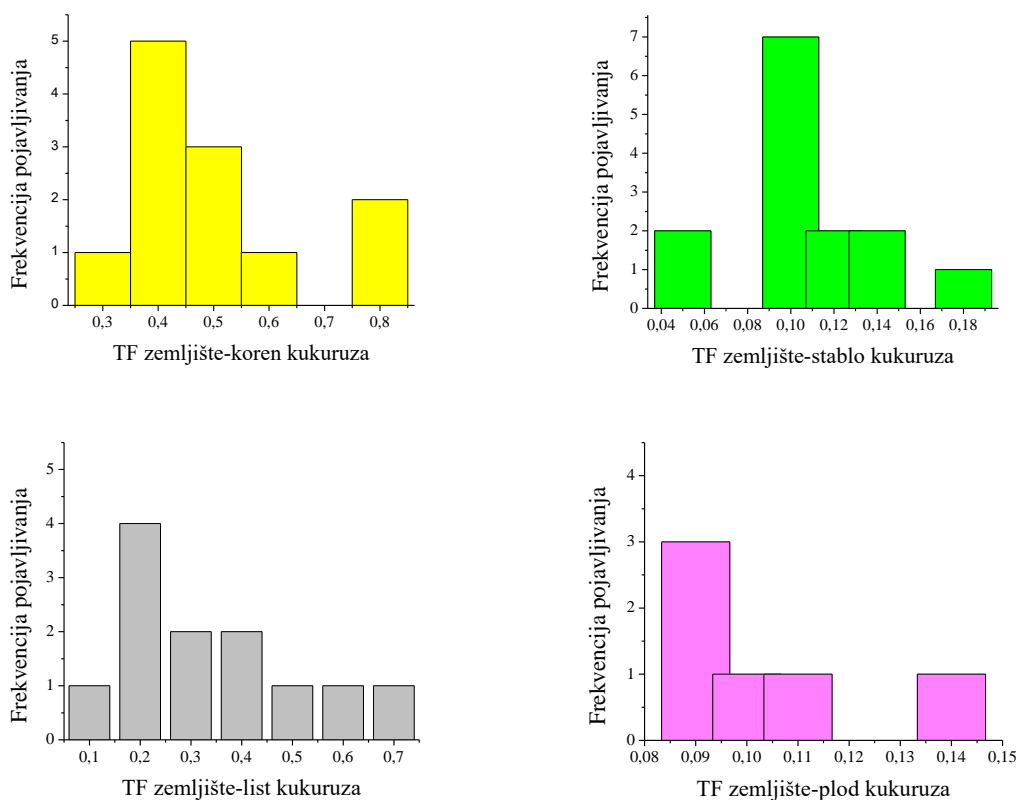 Frekvencija pojavljivanja
5
4
3
2
1
0
0,3 0,4 0,5 0,6 0,7 0,8
TF zemljište-koren kukuruza
Frekvencija pojavljivanja
7
6
5
4
3
2
1
0
0,04 0,06 0,08 0,10 0,12 0,14 0,16 0,18
TF zemljište-stablo kukuruza
Frekvencija pojavljivanja
5
4
3
2
1
0
0,1 0,2 0,3 0,4 0,5 0,6 0,7
TF zemljište-list kukuruza
Frekvencija pojavljivanja
4
3
2
1
0
0,08 0,09 0,10 0,11 0,12 0,13 0,14 0,15
TF zemljište-plod kukuruza